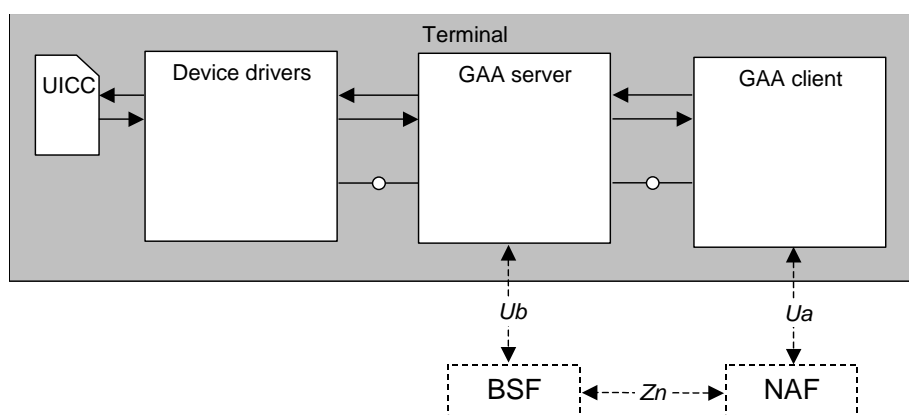 Terminal
UICC
Device drivers
GAA server
GAA client
Ub
Ua
BSF
Zn
NAF